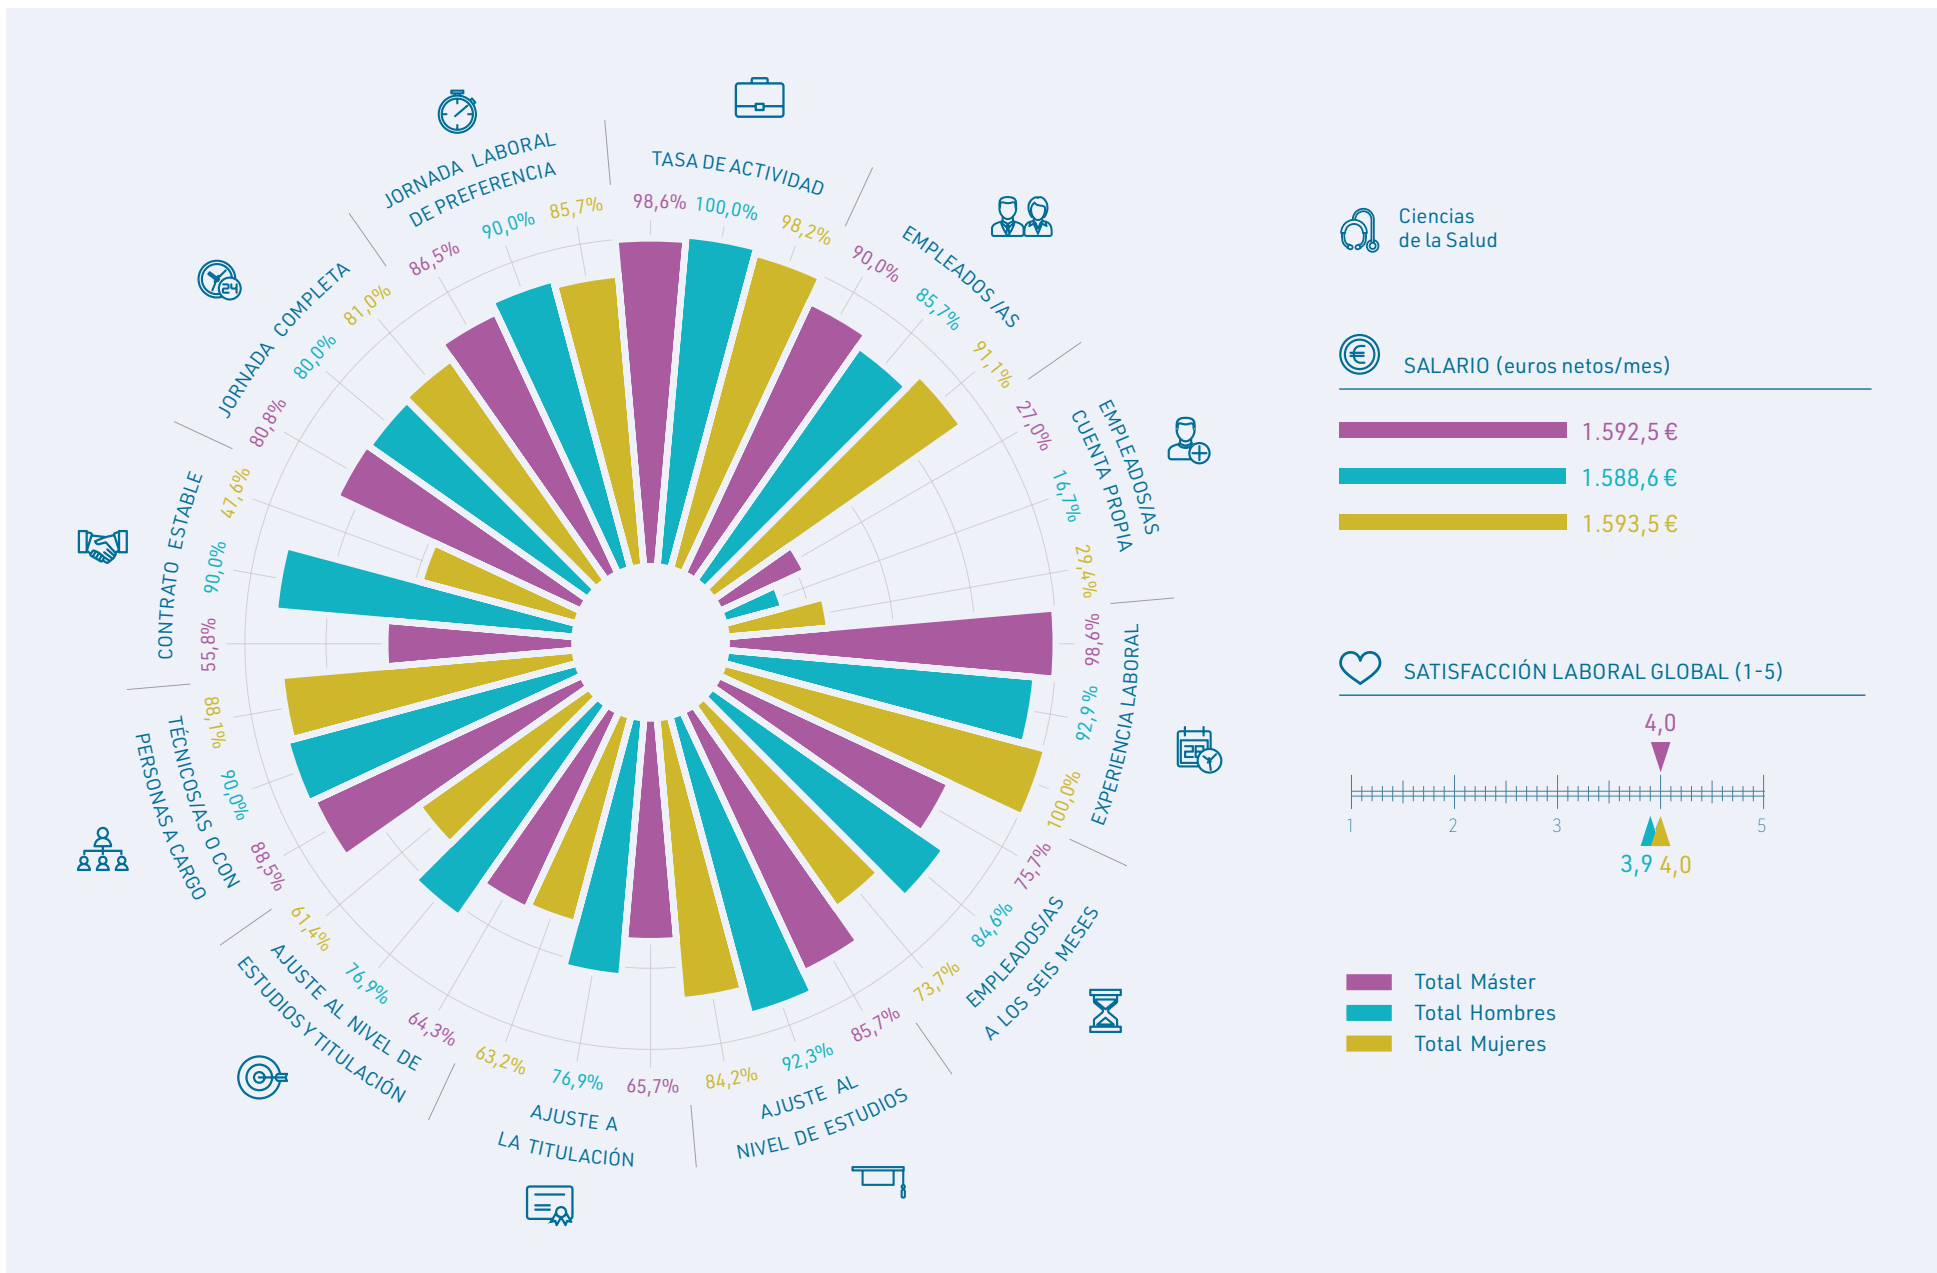 TASA DE ACTIVIDAD
98,6%
100,0%
98,2%
EMPLEADOS /AS
90,0%
85,7%
91,1%
EMPLEADOS/AS
CUENTA PROPIA
27,0%
16,7%
29,4%
EXPERIENCIA LABORAL
98,6%
92,9 %
100,0%
EMPLEADOS/AS
A LOS SEIS MESES
75,7%
84,6%
73,7%
AJUSTE AL
NIVEL DE ESTUDIOS
85,7%
92,3%
84,2%
AJUSTE A
LA TITULACIÓN
65,7%
76,9%
63,2%
AJUSTE AL NIVEL DE
ESTUDIOS Y TITULACIÓN
64,3%
76,9%
61,4%
TÉCNICOS/AS O CON
PERSONAS A CARGO
88,5%
90,0%
88,1%
CONTRATO ESTABLE
55,8%
90,0%
47,6%
JORNADA COMPLETA
80,8%
80,0%
81,0%
JORNADA LABORAL
DE PREFERENCIA
86,5%
90,0%
85,7%
24
Ciencias
de la Salud
€
SALARIO (euros netos/mes)
1.592,5 €
1.588,6 €
1.593,5 €
SATISFACCIÓN LABORAL GLOBAL (1-5)
4,0
1 2 3 5
3,9 4,0
Total Máster
Total Hombres
Total Mujeres